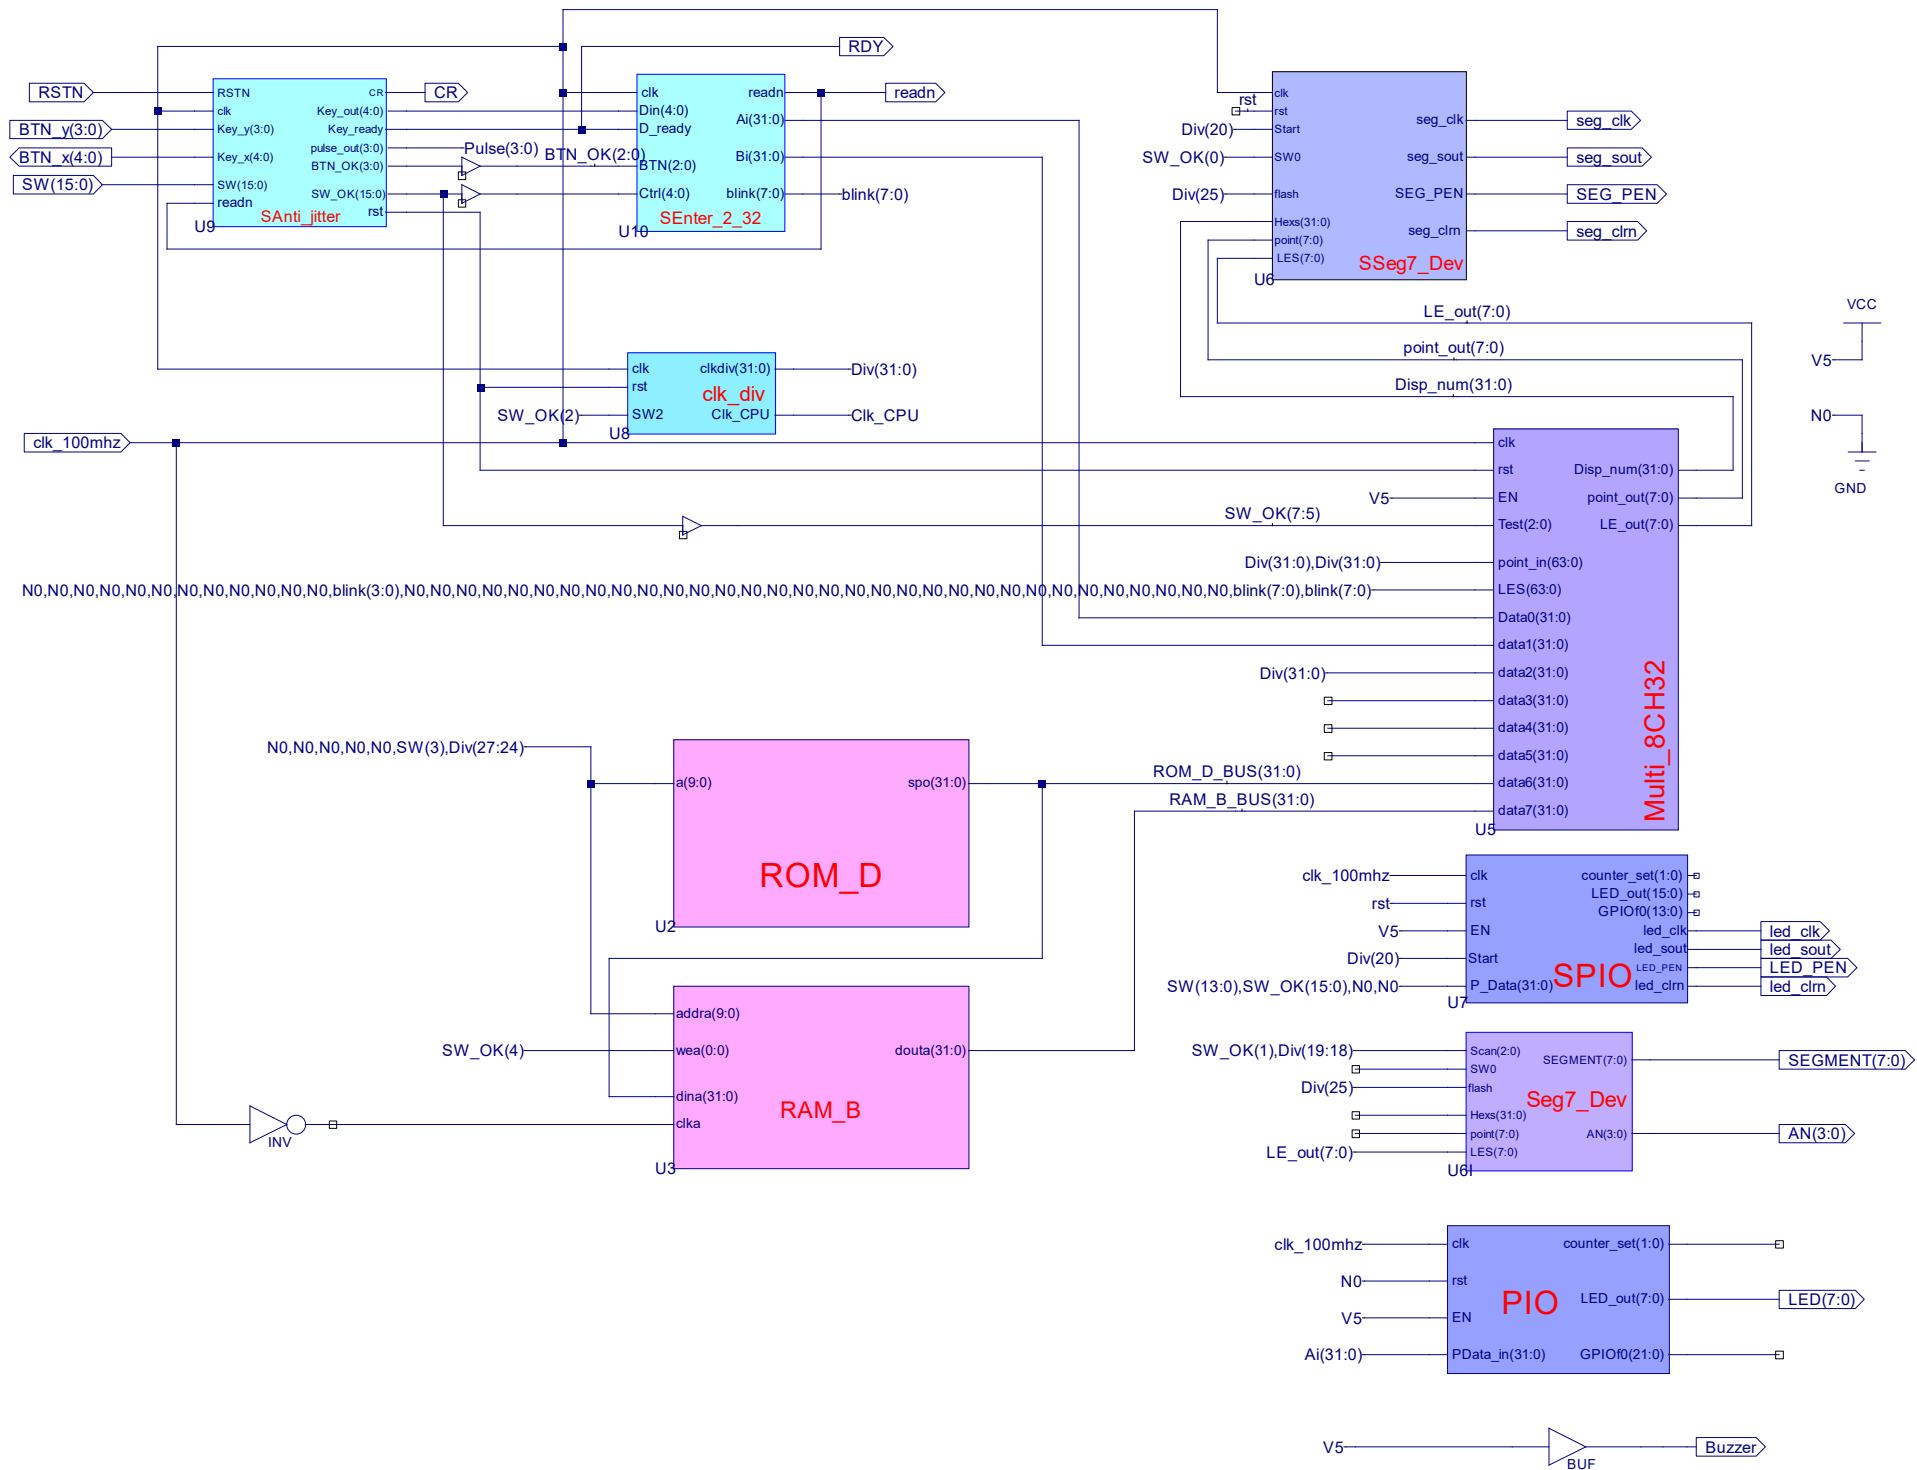 RSTN
BTN_y(3:0)
BTN_x(4:0)
SW(15:0)
RSTN
clk
Key_y(3:0)
Key_x(4:0)
SW(15:0)
readn
CR
Key_out(4:0)
Key_ready
pulse_out(3:0)
BTN_OK(3:0)
SW_OK(15:0)
rst
SAnti_jitter
U9
CR
Pulse(3:0)
BTN_OK(2:0)
RDY
clk
Din(4:0)
D_ready
BTN(2:0)
Ctrl(4:0)
readn
Ai(31:0)
Bi(31:0)
blink(7:0)
SEnter_2_32
U10
readn
blink(7:0)
rst
Div(20)
SW_OK(0)
Div(25)
clk
rst
Start
SW0
flash
Hexs(31:0)
point(7:0)
LES(7:0)
seg_clk
seg_sout
SEG_PEN
seg_clrn
SSeg7_Dev
U6
seg_clk
seg_sout
SEG_PEN
seg_clrn
LE_out(7:0)
point_out(7:0)
Disp_num(31:0)
VCC
V5
N0
GND
clk
rst
SW2
clkdiv(31:0)
Clk_CPU
clk_div
U8
SW_OK(2)
Div(31:0)
Clk_CPU
clk_100mhz
V5
SW_OK(7:5)
Div(31:0),Div(31:0)
N0,N0,N0,N0,N0,N0,N0,N0,N0,N0,N0,N0,blink(3:0),N0,N0,N0,N0,N0,N0,N0,N0,N0,N0,N0,N0,N0,N0,N0,N0,N0,N0,N0,N0,N0,N0,N0,N0,N0,N0,N0,N0,N0,N0,N0,N0,blink(7:0),blink(7:0)
Div(31:0)
clk
rst
EN
Test(2:0)
point_in(63:0)
LES(63:0)
Data0(31:0)
data1(31:0)
data2(31:0)
data3(31:0)
data4(31:0)
data5(31:0)
data6(31:0)
data7(31:0)
Disp_num(31:0)
point_out(7:0)
LE_out(7:0)
Multi_8CH32
U5
N0,N0,N0,N0,N0,SW(3),Div(27:24)
a(9:0)
spo(31:0)
ROM_D
U2
ROM_D_BUS(31:0)
RAM_B_BUS(31:0)
SW_OK(4)
addra(9:0)
wea(0:0)
dina(31:0)
clka
douta(31:0)
RAM_B
U3
INV
clk_100mhz
rst
V5
Div(20)
SW(13:0),SW_OK(15:0),N0,N0
clk
rst
EN
Start
P_Data(31:0)
counter_set(1:0)
LED_out(15:0)
GPIOf0(13:0)
led_clk
led_sout
LED_PEN
led_clrn
SPIO
U7
led_clk
led_sout
LED_PEN
led_clrn
SW_OK(1),Div(19:18)
Div(25)
LE_out(7:0)
Scan(2:0)
SW0
flash
Hexs(31:0)
point(7:0)
LES(7:0)
SEGMENT(7:0)
AN(3:0)
Seg7_Dev
U6I
SEGMENT(7:0)
AN(3:0)
clk_100mhz
N0
V5
Ai(31:0)
clk
rst
EN
PData_in(31:0)
counter_set(1:0)
LED_out(7:0)
GPIOf0(21:0)
PIO
LED(7:0)
V5
BUF
Buzzer